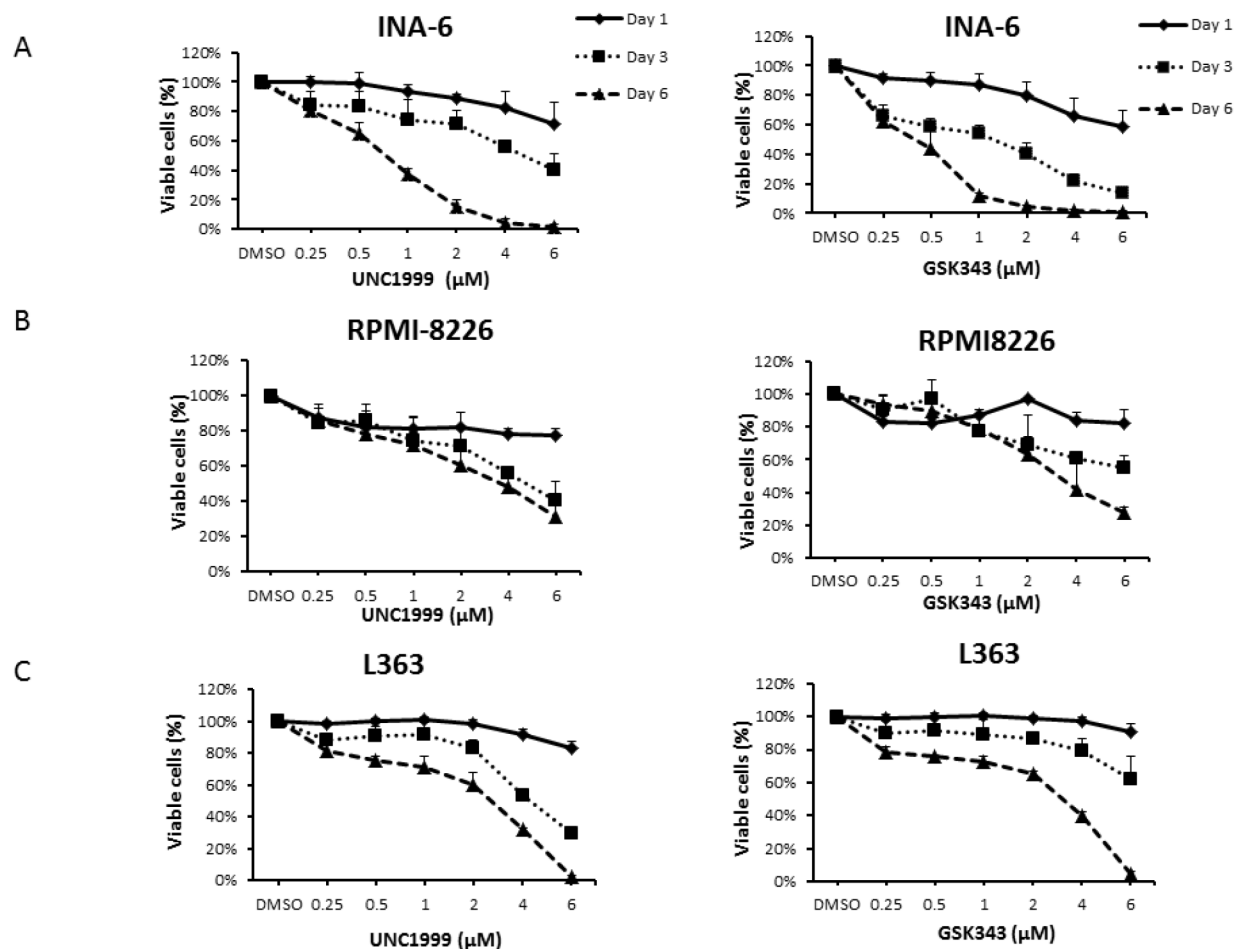 A
INA-6
Day 1
Day 3
Day 6
120%
100%
80%
60%
40%
20%
0%
Viable cells (%)
DMSO 0.25 0.5 1 2 4 6
UNC1999 (µM)
INA-6
Day 1
Day 3
Day 6
120%
100%
80%
60%
40%
20%
0%
Viable cells (%)
DMSO 0.25 0.5 1 2 4 6
GSK343 (µM)
B
RPMI-8226
120%
100%
80%
60%
40%
20%
0%
Viable cells (%)
DMSO 0.25 0.5 1 2 4 6
UNC1999 (µM)
RPMI8226
120%
100%
80%
60%
40%
20%
0%
Viable cells (%)
DMSO 0.25 0.5 1 2 4 6
GSK343 (µM)
C
L363
120%
100%
80%
60%
40%
20%
0%
Viable cells (%)
DMSO 0.25 0.5 1 2 4 6
UNC1999 (µM)
L363
120%
100%
80%
60%
40%
20%
0%
Viable cells (%)
DMSO 0.25 0.5 1 2 4 6
GSK343 (µM)